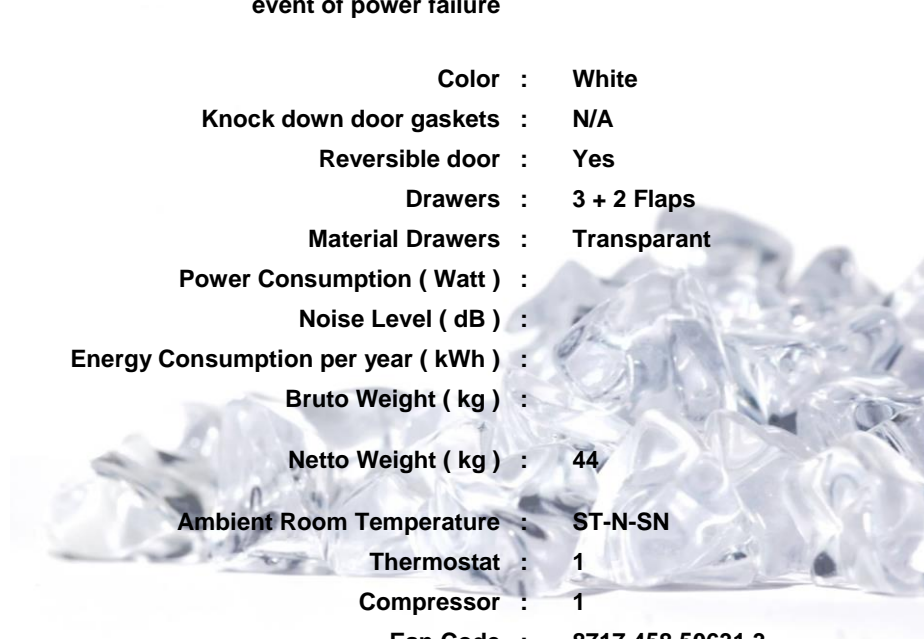 event of power failure
Color : White
Knock down door gaskets : N/A
Reversible door : Yes
Drawers : 3 + 2 Flaps
Material Drawers : Transparant
Power Consumption ( Watt ) :
Noise Level ( dB ) :
Energy Consumption per year ( kWh ) :
Bruto Weight ( kg ) :
Netto Weight ( kg ) : 44
Ambient Room Temperature : ST-N-SN
Thermostat : 1
Compressor : 1